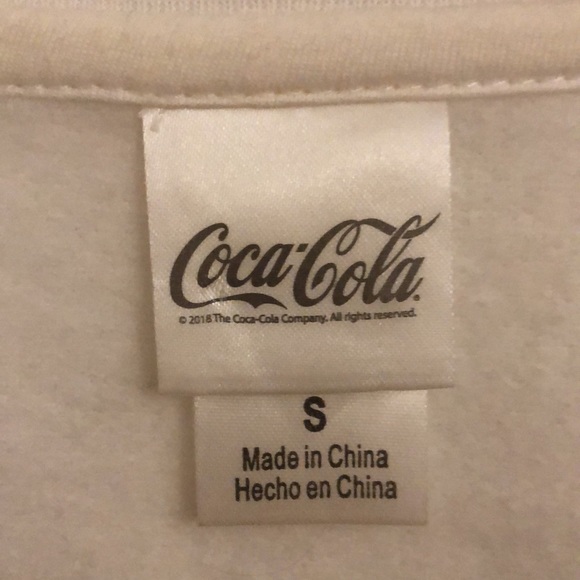 Coca-Cola®
© 2018 The Coca-Cola Company. All rights reserved.
S
Made in China
Hecho en China